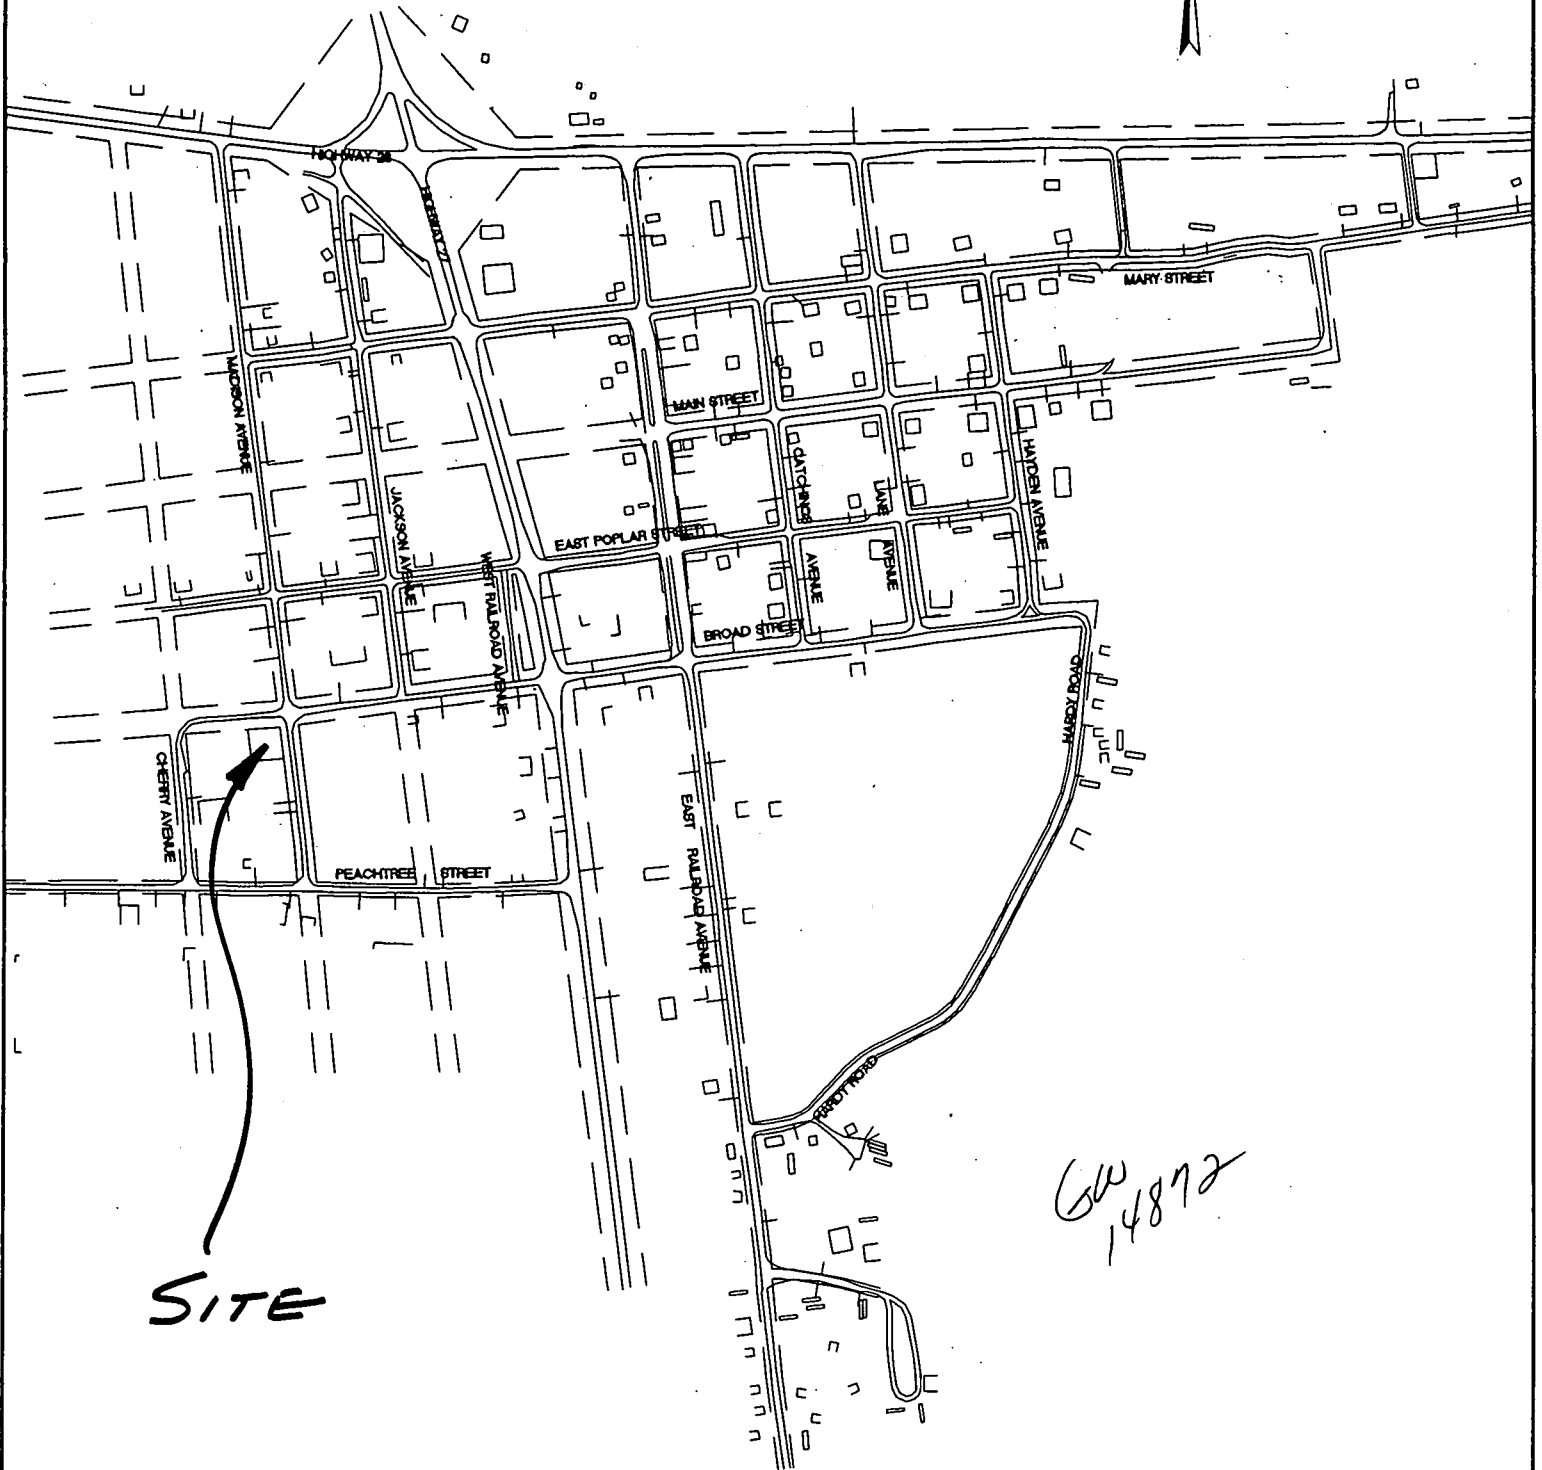 HIGHWAY 28
HIGHWAY 27
MARY STREET
MADISON AVENUE
MAIN STREET
JACKSON AVENUE
CATCHINGS
AVENUE
LANE
AVENUE
HAYDEN AVENUE
EAST POPLAR STREET
WEST RAILROAD AVENUE
BROAD STREET
HARDY ROAD
CHERRY AVENUE
EAST RAILROAD AVENUE
PEACHTREE STREET
HARDY ROAD
GW
14872
SITE